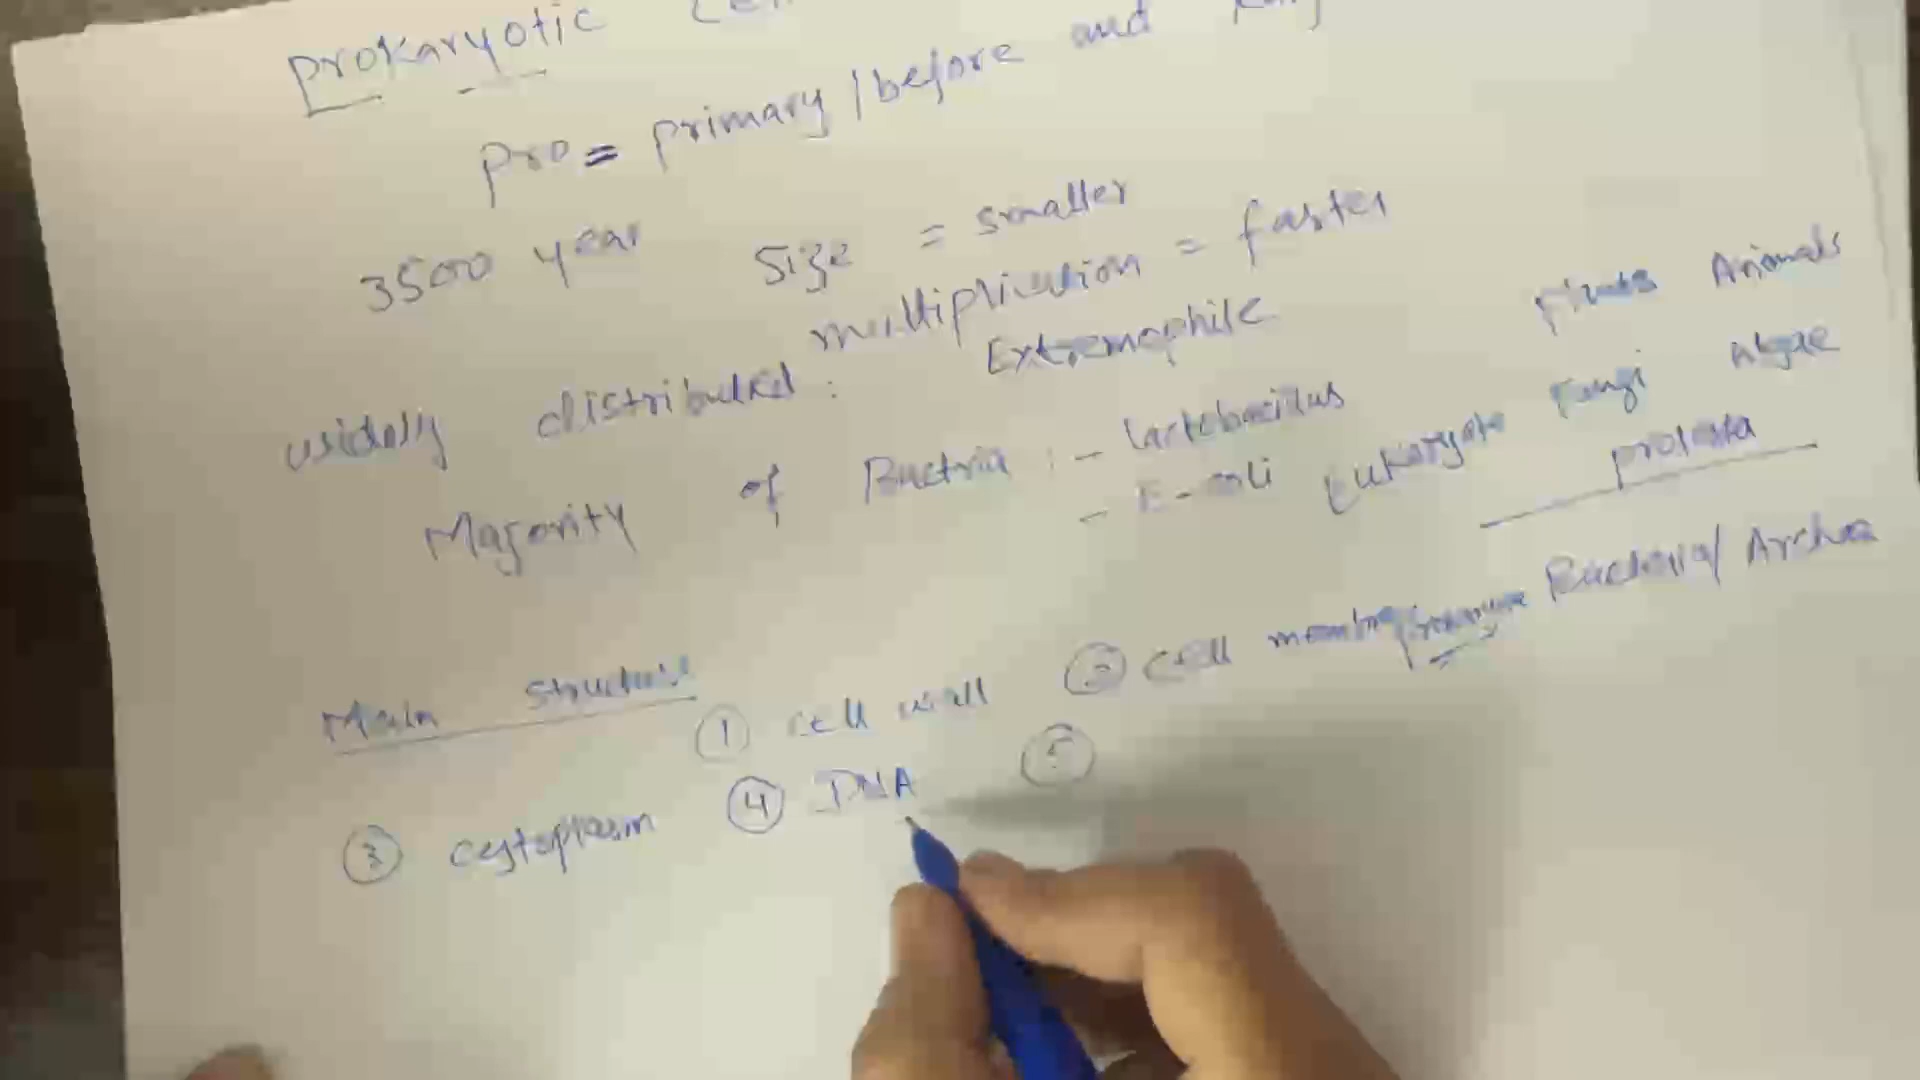 prokaryotic
pro = primary / before and
3500 year size = smaller
multiplication = faster
widely distributed : Extremophile
Plants Animals
Majority of Bactria : - Lactobacillus
- E-coli Eukaryote Fungi Algae
protista
Bacteria / Archea
Main structure ① cell wall ② cell
③ cytoplasm ④ DNA ⑤